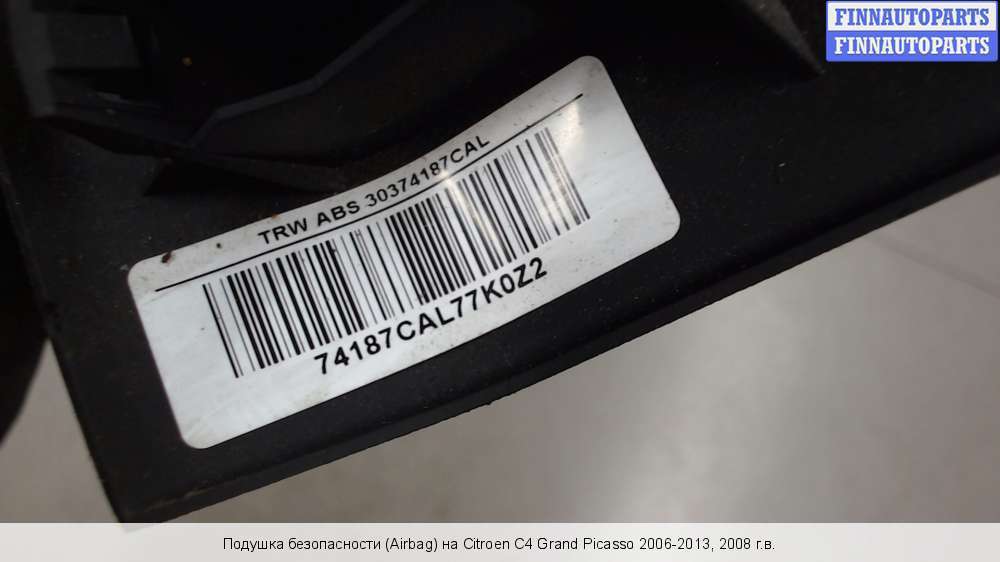 FINNAUTOPARTS
FINNAUTOPARTS
TRW ABS 30374187CAL
74187CAL77K0Z2
Подушка безопасности (Airbag) на Citroen C4 Grand Picasso 2006-2013, 2008 г.в.